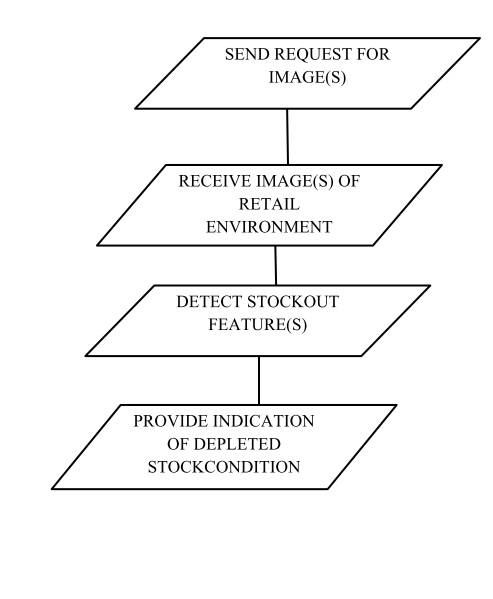 SEND REQUEST FOR
IMAGE(S)
RECEIVE IMAGE(S) OF
RETAIL
ENVIRONMENT
DETECT STOCKOUT
FEATURE(S)
PROVIDE INDICATION
OF DEPLETED
STOCKCONDITION